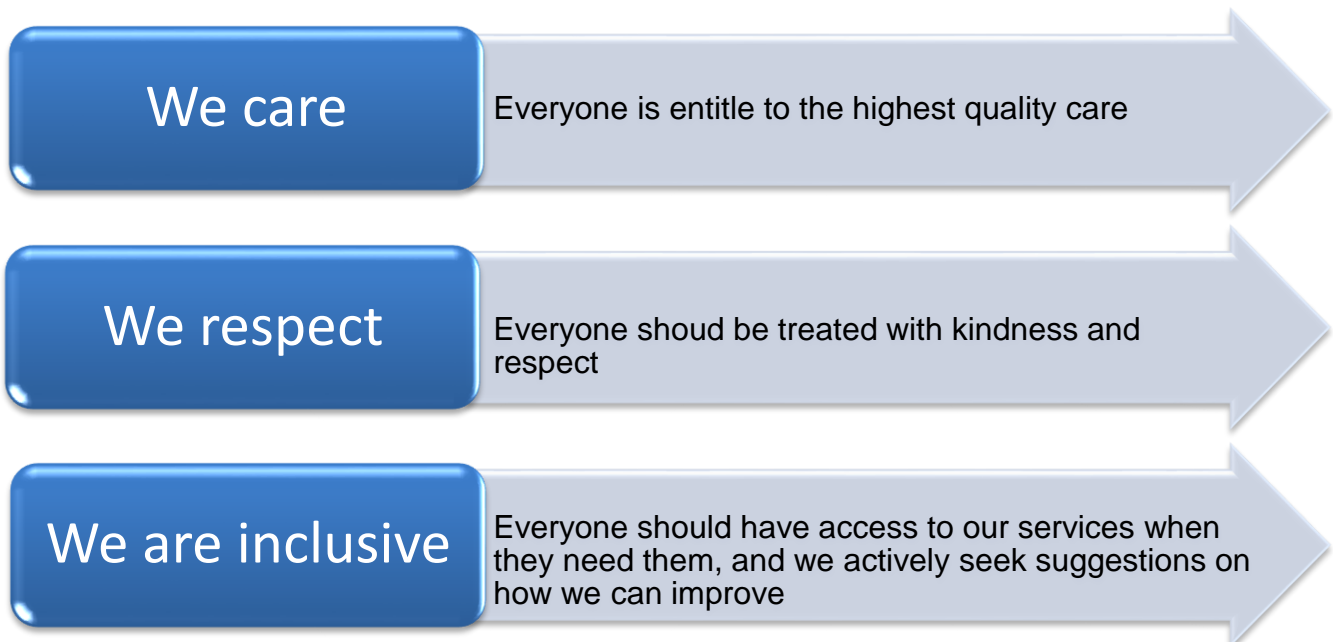 We care
Everyone is entitle to the highest quality care
We respect
Everyone shoud be treated with kindness and
respect
We are inclusive
Everyone should have access to our services when
they need them, and we actively seek suggestions on
how we can improve